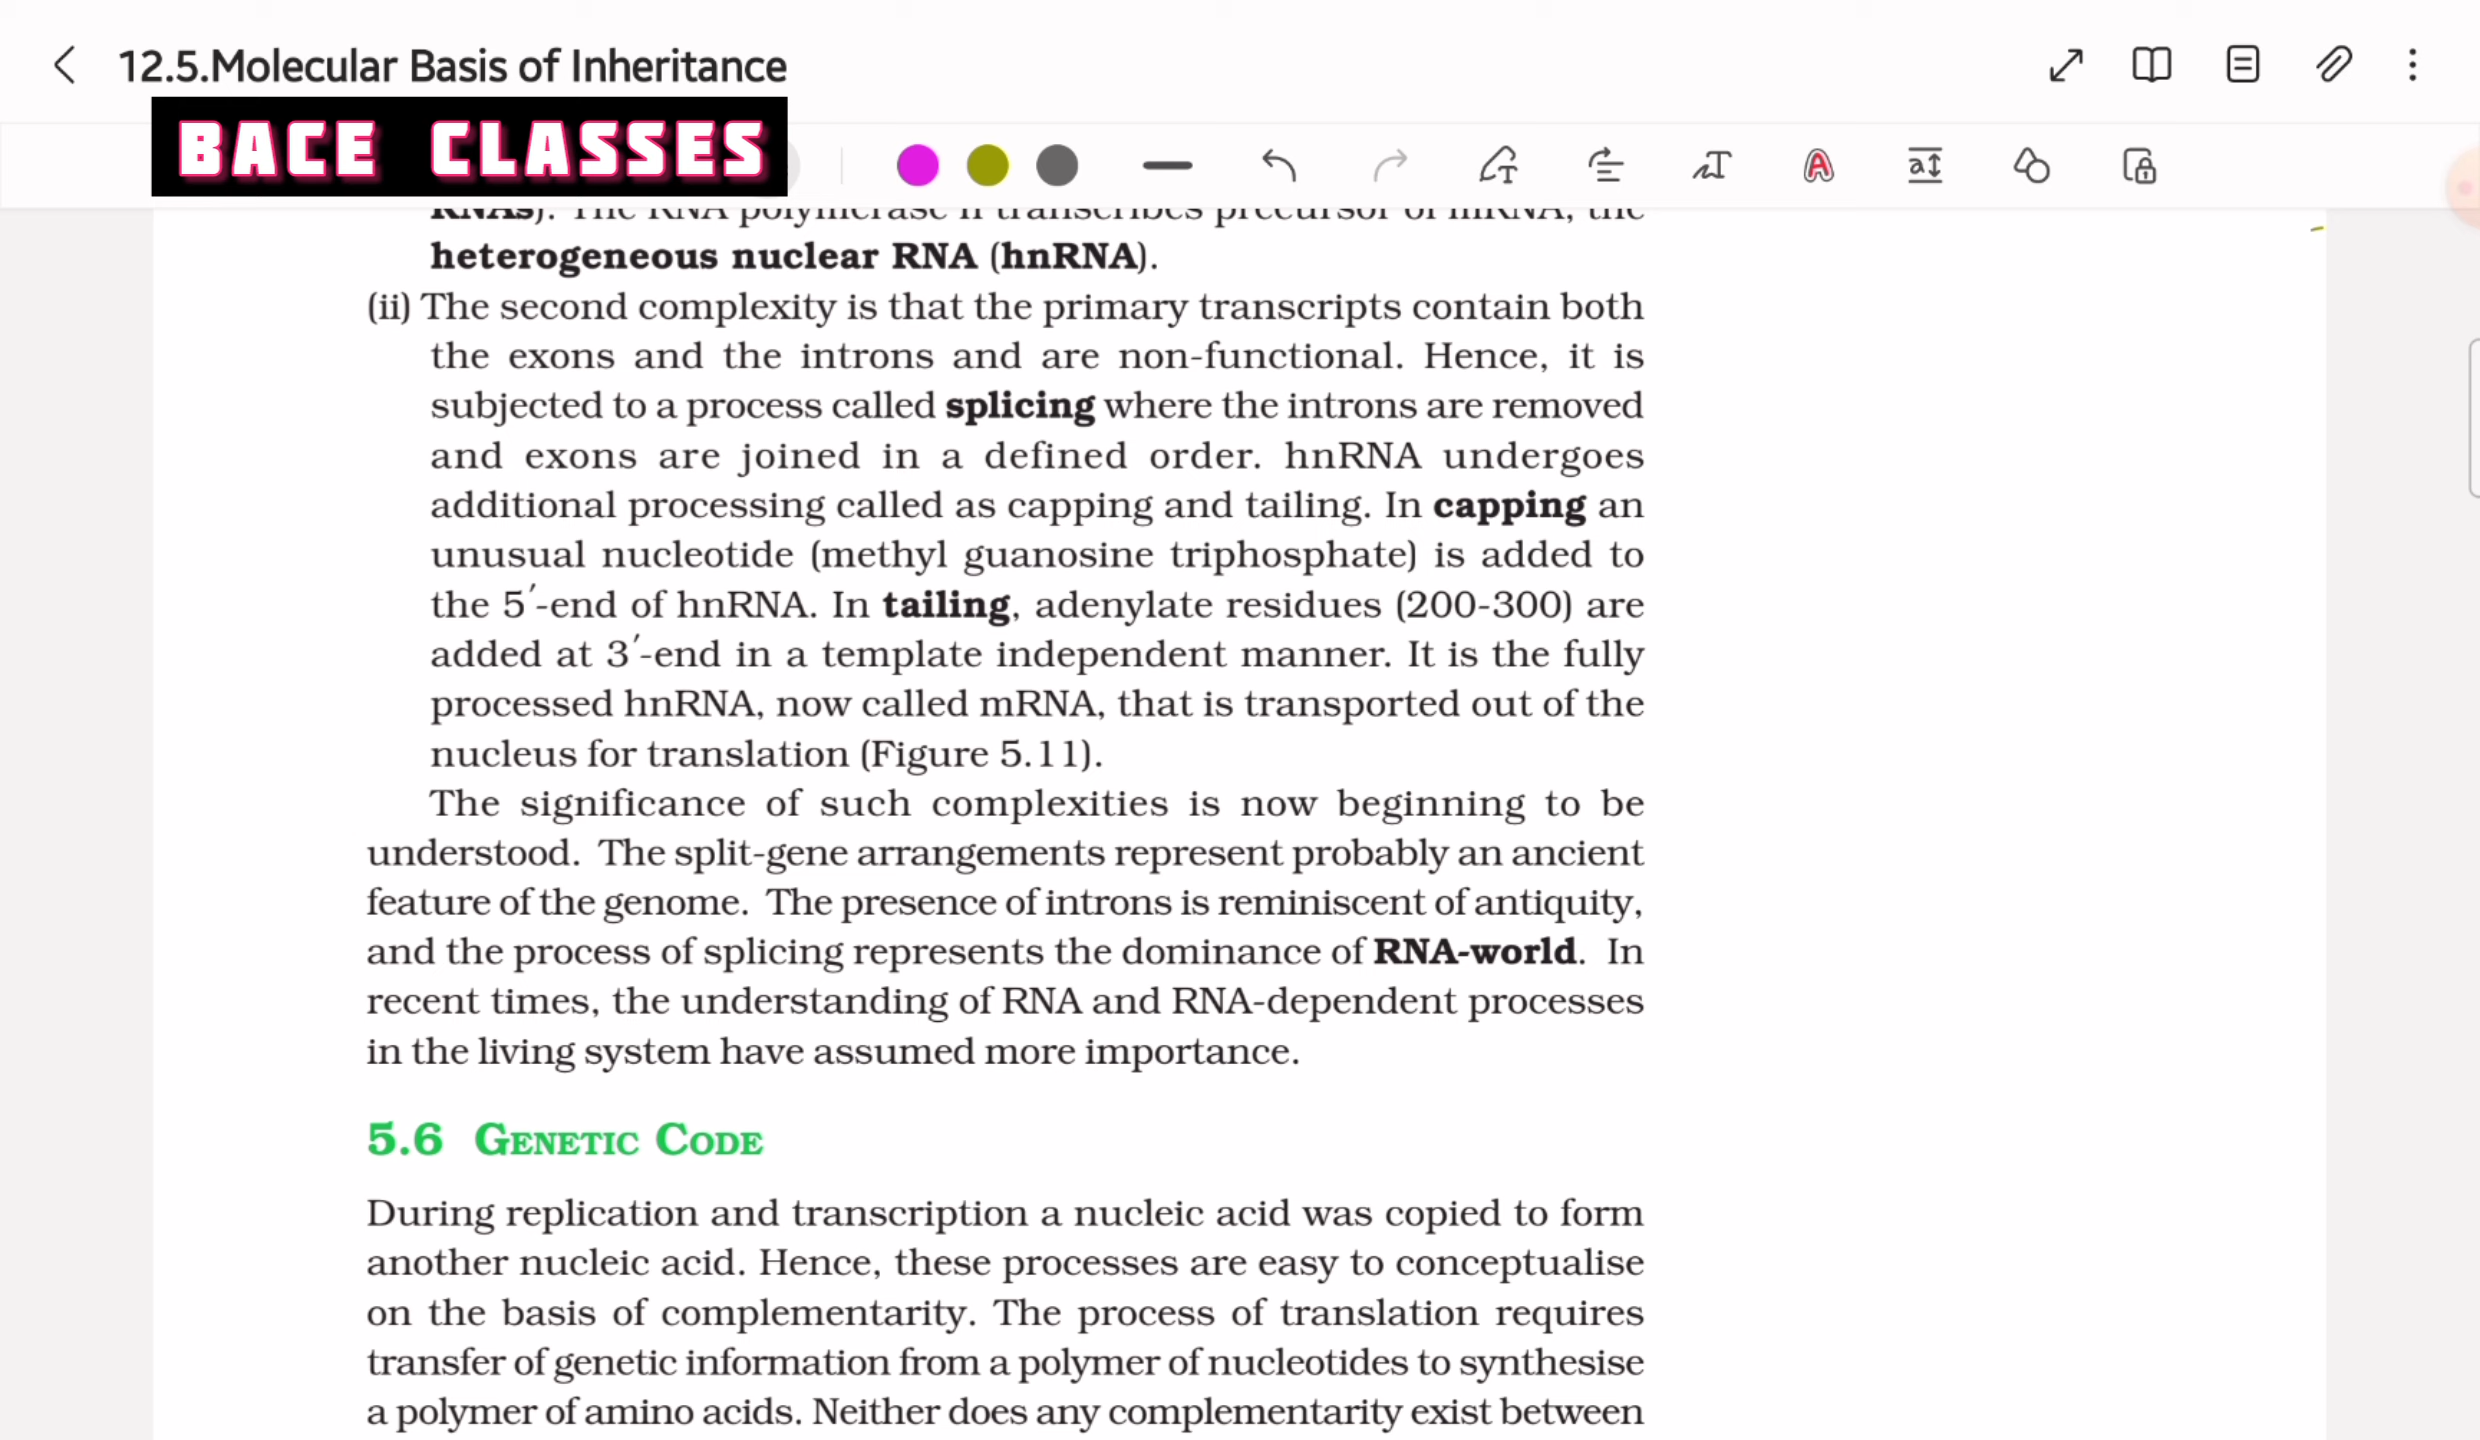 12.5.Molecular Basis of Inheritance
BACE CLASSES
RNAs). The RNA polymerase II transcribes precursor of mRNA, the
heterogeneous nuclear RNA (hnRNA).
(ii) The second complexity is that the primary transcripts contain both
the exons and the introns and are non-functional. Hence, it is
subjected to a process called splicing where the introns are removed
and exons are joined in a defined order. hnRNA undergoes
additional processing called as capping and tailing. In capping an
unusual nucleotide (methyl guanosine triphosphate) is added to
the 5′-end of hnRNA. In tailing, adenylate residues (200-300) are
added at 3′-end in a template independent manner. It is the fully
processed hnRNA, now called mRNA, that is transported out of the
nucleus for translation (Figure 5.11).
The significance of such complexities is now beginning to be
understood. The split-gene arrangements represent probably an ancient
feature of the genome. The presence of introns is reminiscent of antiquity,
and the process of splicing represents the dominance of RNA-world. In
recent times, the understanding of RNA and RNA-dependent processes
in the living system have assumed more importance.
5.6 GENETIC CODE
During replication and transcription a nucleic acid was copied to form
another nucleic acid. Hence, these processes are easy to conceptualise
on the basis of complementarity. The process of translation requires
transfer of genetic information from a polymer of nucleotides to synthesise
a polymer of amino acids. Neither does any complementarity exist between